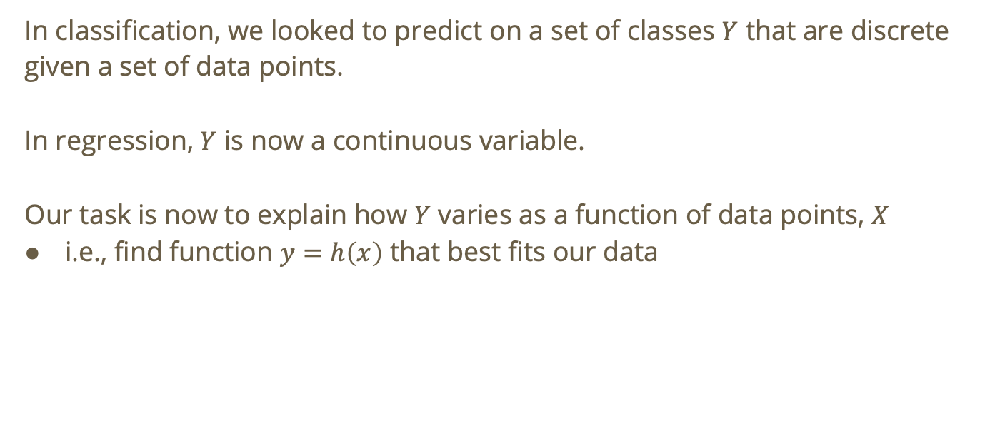 In classification, we looked to predict on a set of classes Y that are discrete
given a set of data points.
In regression, Y is now a continuous variable.
Our task is now to explain how Y varies as a function of data points, X
● i.e., find function y = h(x) that best fits our data